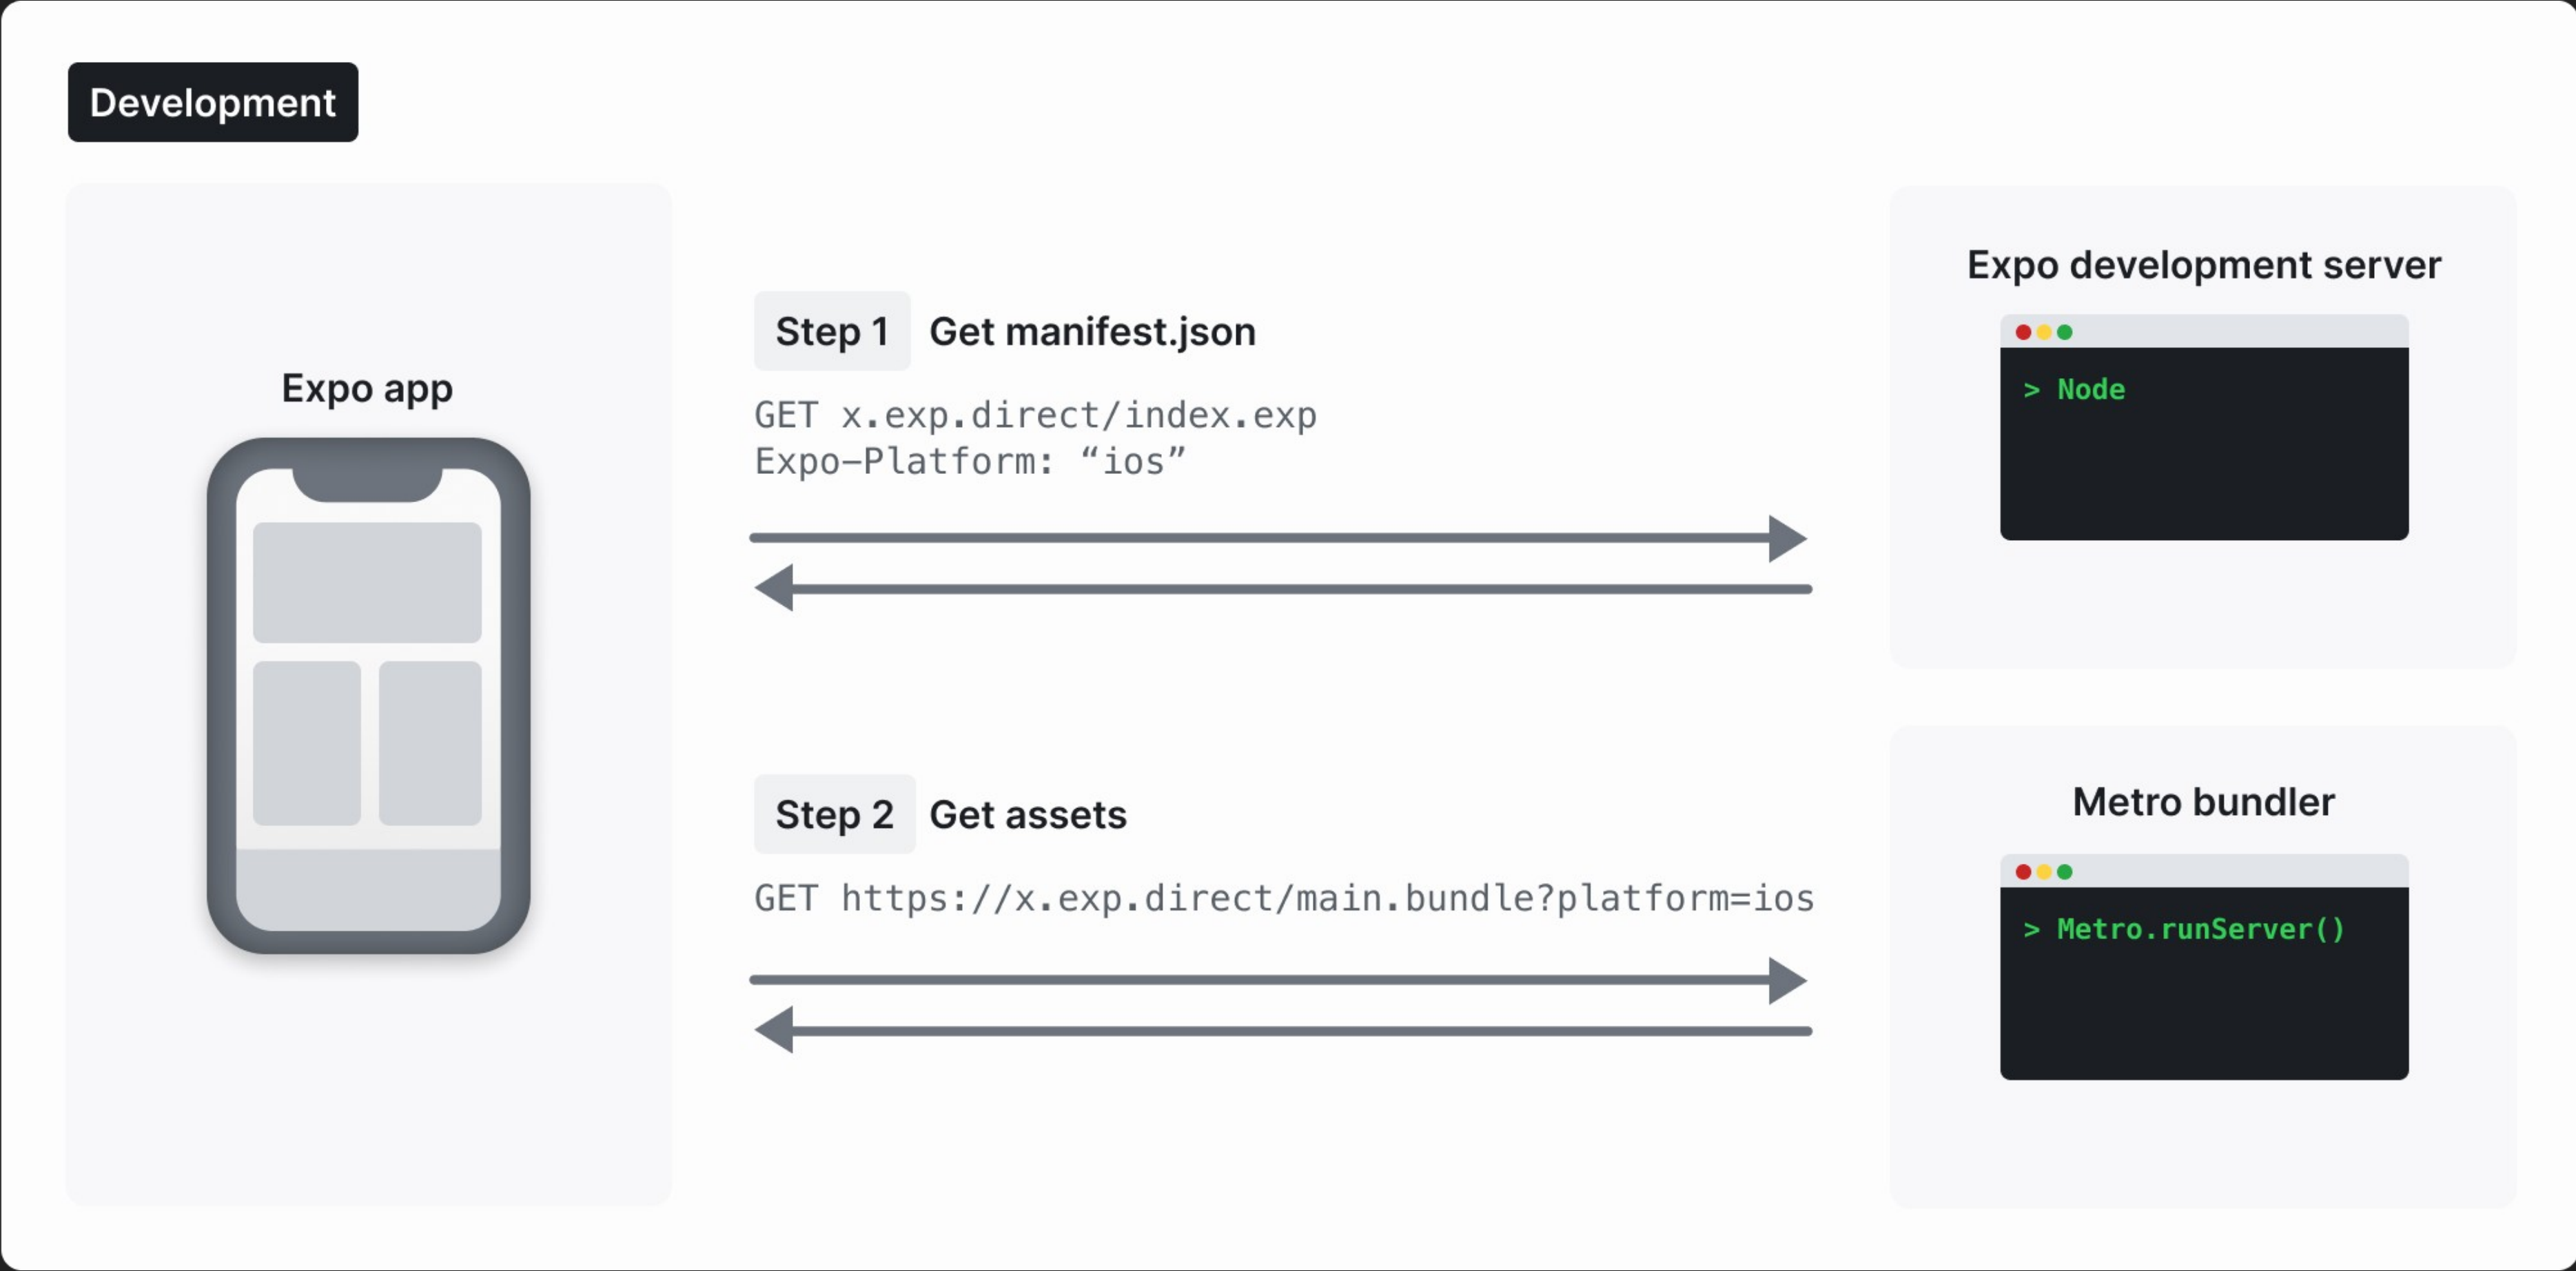 Development
Expo app
Step 1 Get manifest.json
GET x.exp.direct/index.exp
Expo-Platform: “ios”
Step 2 Get assets
GET https://x.exp.direct/main.bundle?platform=ios
Expo development server
> Node
Metro bundler
> Metro.runServer()